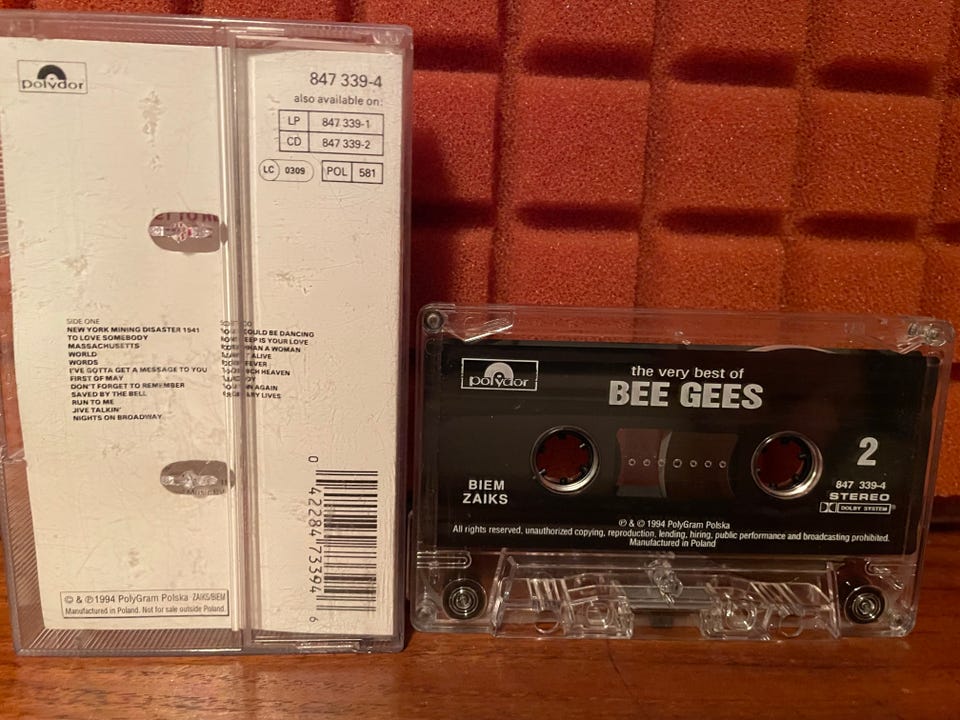 polydor
847 339-4
also available on:
LP 847 339-1
CD 847 339-2
LC 0309 POL 581
SIDE ONE
NEW YORK MINING DISASTER 1941
TO LOVE SOMEBODY
MASSACHUSETTS
WORLD
WORDS
I'VE GOTTA GET A MESSAGE TO YOU
FIRST OF MAY
DON'T FORGET TO REMEMBER
SAVED BY THE BELL
RUN TO ME
JIVE TALKIN'
NIGHTS ON BROADWAY
COULD BE DANCING
IS YOUR LOVE
THAN A WOMAN
ALIVE
FEVER
HEAVEN
AGAIN
LIVES
0 42284 73394 6
© & ℗ 1994 PolyGram Polska ZAIKS/BIEM
Manufactured in Poland. Not for sale outside Poland.
polydor
the very best of
BEE GEES
2
BIEM
ZAIKS
847 339-4
STEREO
DOLBY SYSTEM
℗ & © 1994 PolyGram Polska
All rights reserved, unauthorized copying, reproduction, lending, hiring, public performance and broadcasting prohibited.
Manufactured in Poland